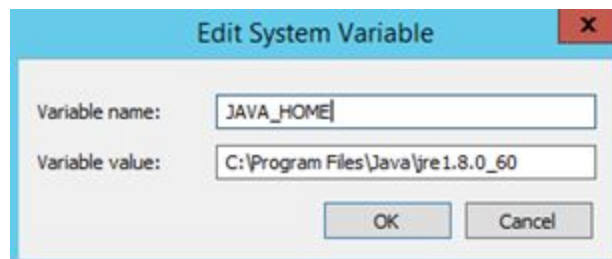 Edit System Variable
x
Variable name: JAVA_HOME
Variable value: C:\Program Files\Java\jre1.8.0_60
OK Cancel